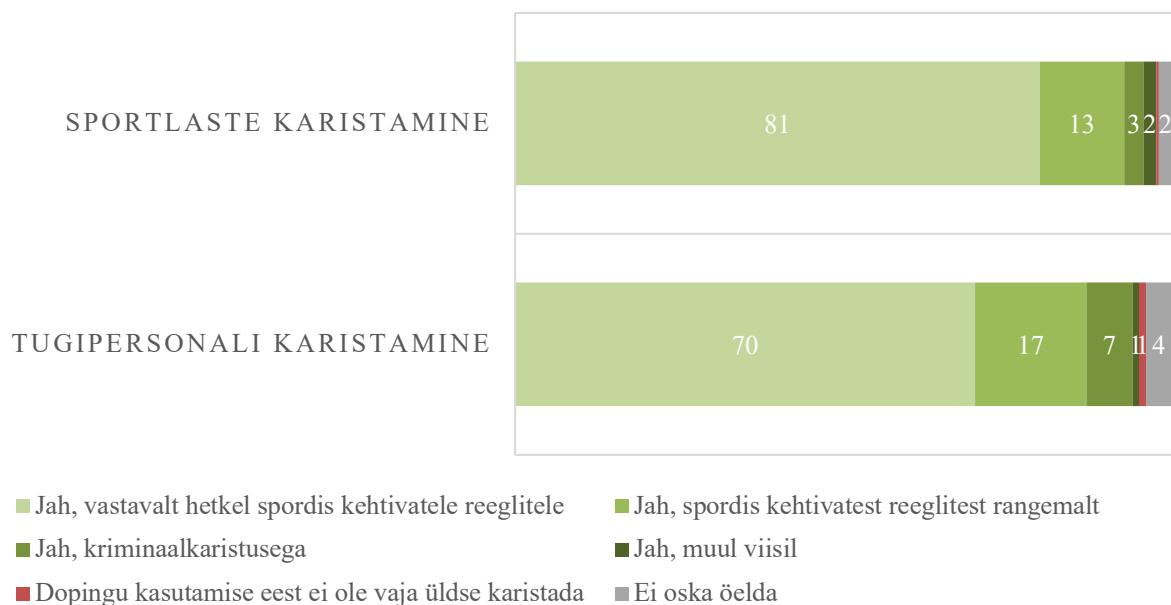 SPORTLASTE KARISTAMINE
81 13 3 2 2
TUGIPERSONALI KARISTAMINE
70 17 7 1 1 4
Jah, vastavalt hetkel spordis kehtivatele reeglitele
Jah, spordis kehtivatest reeglitest rangemalt
Jah, kriminaalkaristusega
Jah, muul viisil
Dopingu kasutamise eest ei ole vaja üldse karistada
Ei oska öelda